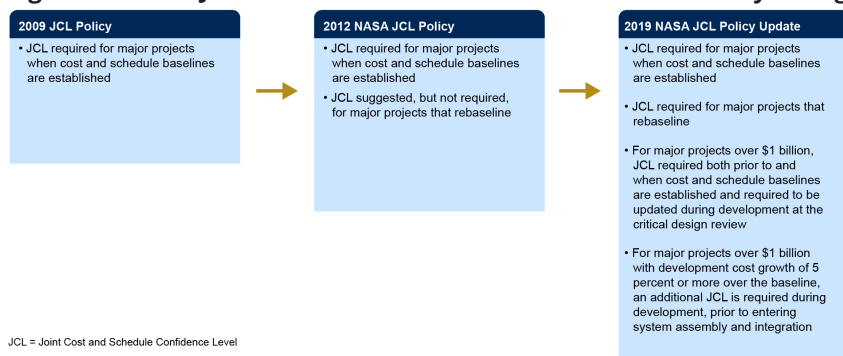 2009 JCL Policy
• JCL required for major projects
when cost and schedule baselines
are established
2012 NASA JCL Policy
• JCL required for major projects
when cost and schedule baselines
are established
• JCL suggested, but not required,
for major projects that rebaseline
2019 NASA JCL Policy Update
• JCL required for major projects
when cost and schedule baselines
are established
• JCL required for major projects that
rebaseline
• For major projects over $1 billion,
JCL required both prior to and
when cost and schedule baselines
are established and required to be
updated during development at the
critical design review
• For major projects over $1 billion
with development cost growth of 5
percent or more over the baseline,
an additional JCL is required during
development, prior to entering
system assembly and integration
JCL = Joint Cost and Schedule Confidence Level